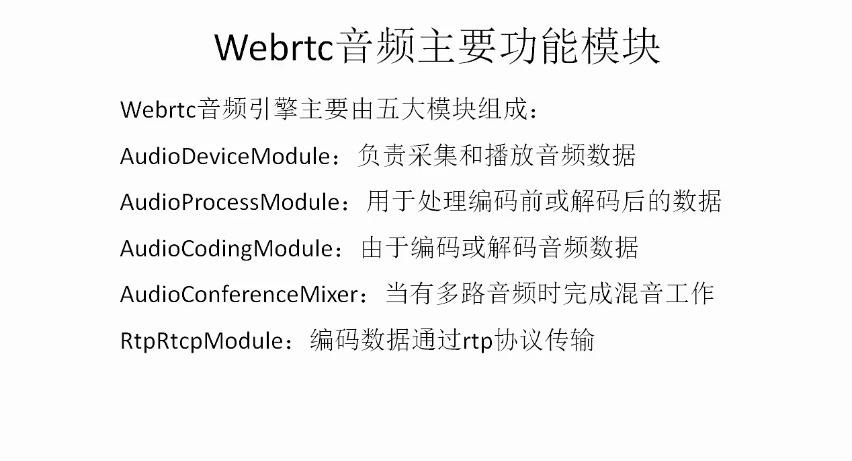 Webrtc音频主要功能模块
Webrtc音频引擎主要由五大模块组成：
AudioDeviceModule：负责采集和播放音频数据
AudioProcessModule：用于处理编码前或解码后的数据
AudioCodingModule：由于编码或解码音频数据
AudioConferenceMixer：当有多路音频时完成混音工作
RtpRtcpModule：编码数据通过rtp协议传输